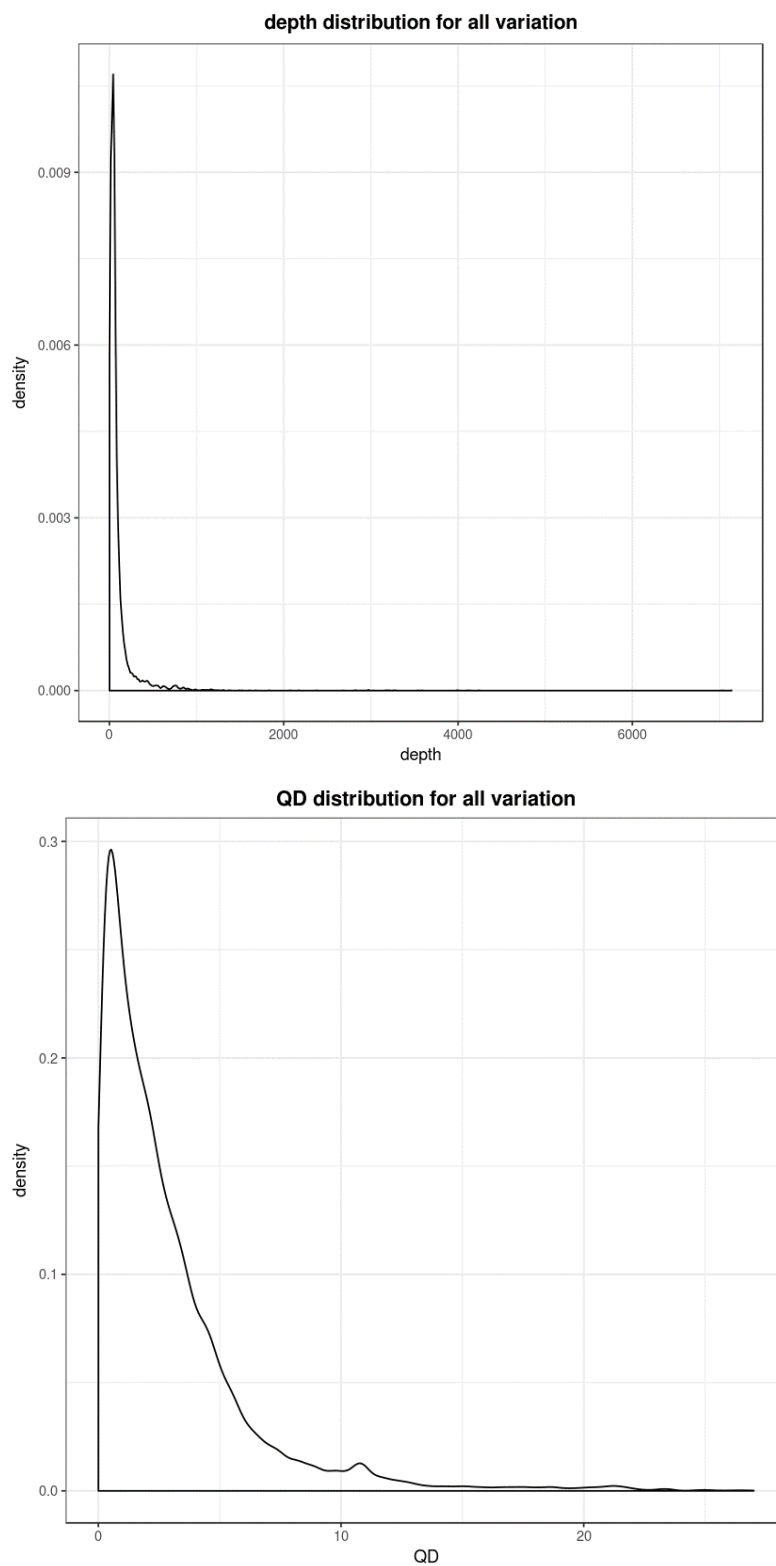 depth distribution for all variation
density
0.009
0.006
0.003
0.000
0
2000
4000
6000
depth
QD distribution for all variation
density
0.3
0.2
0.1
0.0
0
10
20
QD